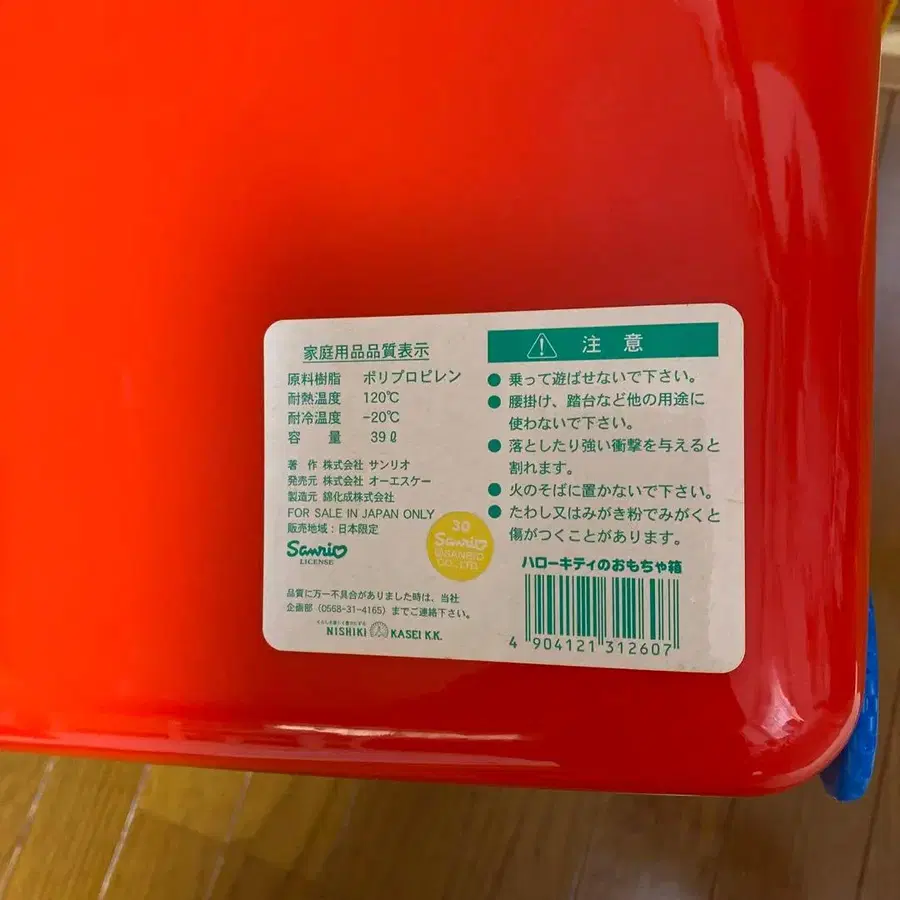 家庭用品品質表示
原料樹脂 ポリプロピレン
耐熱温度 120℃
耐冷温度 -20℃
容量 39ℓ
著作 株式会社 サンリオ
発売元 株式会社 オーエスケー
製造元 錦化成株式会社
FOR SALE IN JAPAN ONLY
販売地域:日本限定
Sanrio
LICENSE
30
Sanrio
©SANRIO
CO.,LTD.
品質に万一不具合がありました時は、当社
企画部(0568-31-4165)までご連絡下さい。
NISHIKI KASEI K.K.
注意
● 乗って遊ばせないで下さい。
● 腰掛け、踏台など他の用途に
使わないで下さい。
● 落としたり強い衝撃を与えると
割れます。
● 火のそばに置かないで下さい。
● たわし又はみがき粉でみがくと
傷がつくことがあります。
ハローキティのおもちゃ箱
4 904121 312607